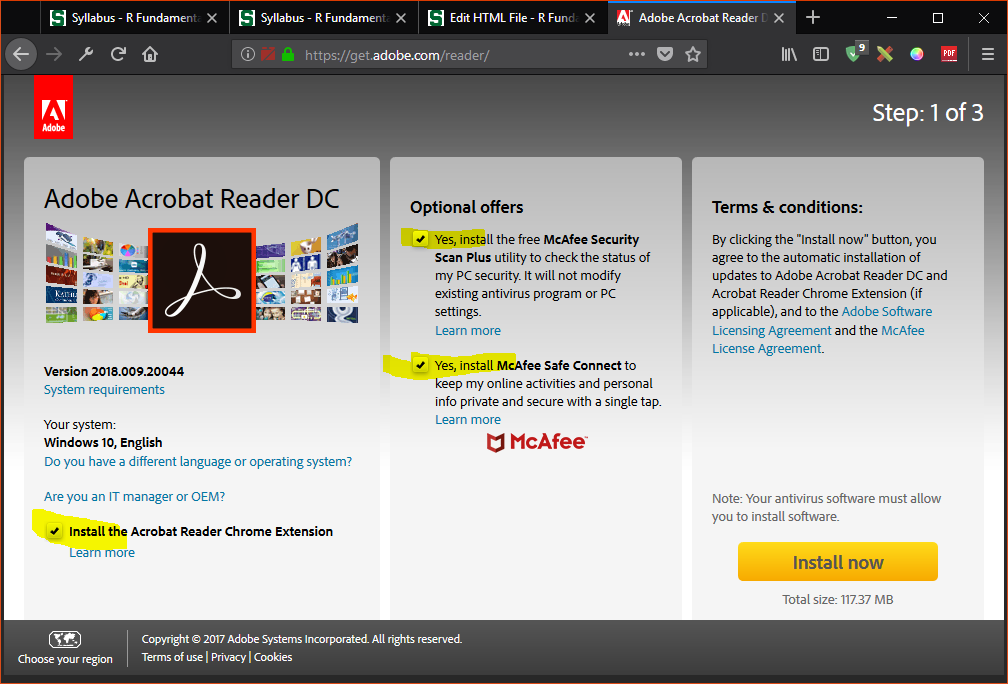 Syllabus - R Fundament
Syllabus - R Fundament
Edit HTML File - R Fund
Adobe Acrobat Reader D
https://get.adobe.com/reader/
9
PDF
Adobe
Step: 1 of 3
Adobe Acrobat Reader DC
Version 2018.009.20044
System requirements
Your system:
Windows 10, English
Do you have a different language or operating system?
Are you an IT manager or OEM?
Install the Acrobat Reader Chrome Extension
Learn more
Optional offers
Yes, install the free McAfee Security
Scan Plus utility to check the status of
my PC security. It will not modify
existing antivirus program or PC
settings.
Learn more
Yes, install McAfee Safe Connect to
keep my online activities and personal
info private and secure with a single tap.
Learn more
McAfee™
Terms & conditions:
By clicking the "Install now" button, you
agree to the automatic installation of
updates to Adobe Acrobat Reader DC and
Acrobat Reader Chrome Extension (if
applicable), and to the Adobe Software
Licensing Agreement and the McAfee
License Agreement.
Note: Your antivirus software must allow
you to install software.
Install now
Total size: 117.37 MB
Choose your region
Copyright © 2017 Adobe Systems Incorporated. All rights reserved.
Terms of use | Privacy | Cookies